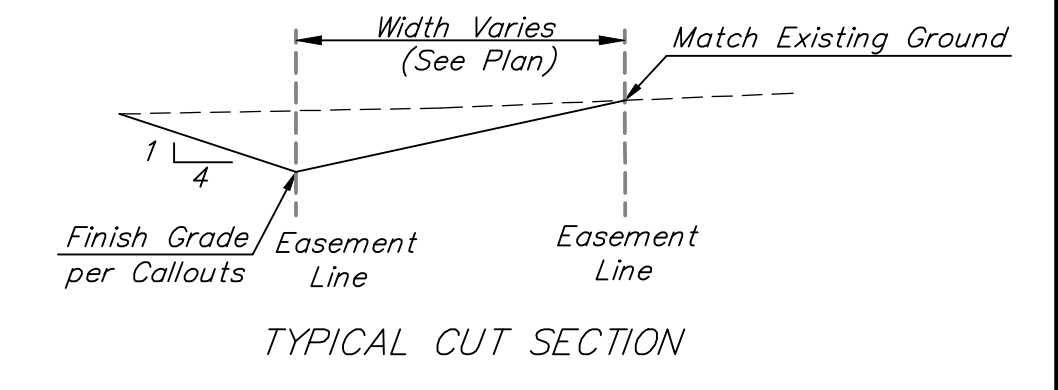 Width Varies
(See Plan)
Match Existing Ground
1
4
Finish Grade
per Callouts
Easement
Line
Easement
Line
TYPICAL CUT SECTION